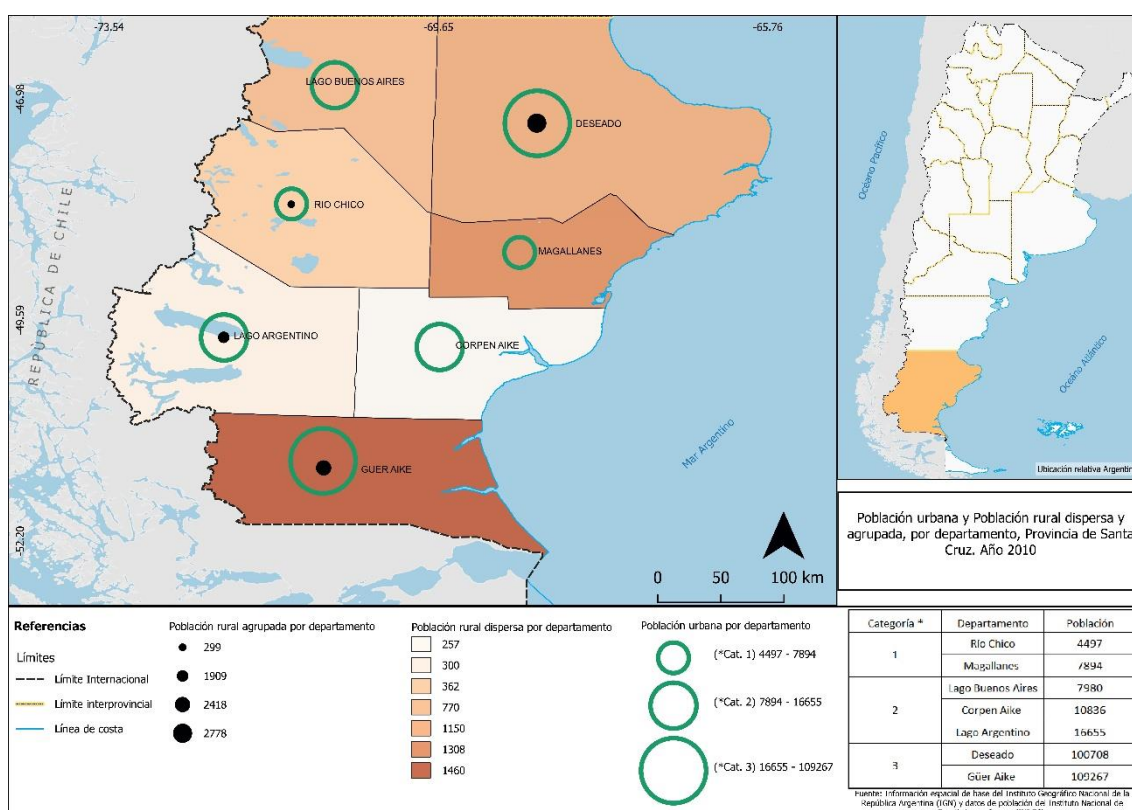 -73.54
-69.65
-65.76
-46.98
-49.59
-52.20
LAGO BUENOS AIRES
DESEADO
RIO CHICO
MAGALLANES
LAGO ARGENTINO
CORPEN AIKE
GUER AIKE
REPUBLICA DE CHILE
Mar Argentino
0 50 100 km
Océano Pacífico
Océano Atlántico
Ubicación relativa Argentin
Población urbana y Población rural dispersa y
agrupada, por departamento, Provincia de Santa
Cruz. Año 2010
Referencias
Límites
Límite Internacional
Límite interprovincial
Línea de costa
Población rural agrupada por departamento
299
1909
2418
2778
Población rural dispersa por departamento
257
300
362
770
1150
1308
1460
Población urbana por departamento
(*Cat. 1) 4497 - 7894
(*Cat. 2) 7894 - 16655
(*Cat. 3) 16655 - 109267
Categoría * Departamento Población
1
Río Chico 4497
Magallanes 7894
2
Lago Buenos Aires 7980
Corpen Aike 10836
Lago Argentino 16655
3
Deseado 100708
Güer Aike 109267
Fuente: Información espacial de base del Instituto Geográfico Nacional de la
República Argentina (IGN) y datos de población del Instituto Nacional de